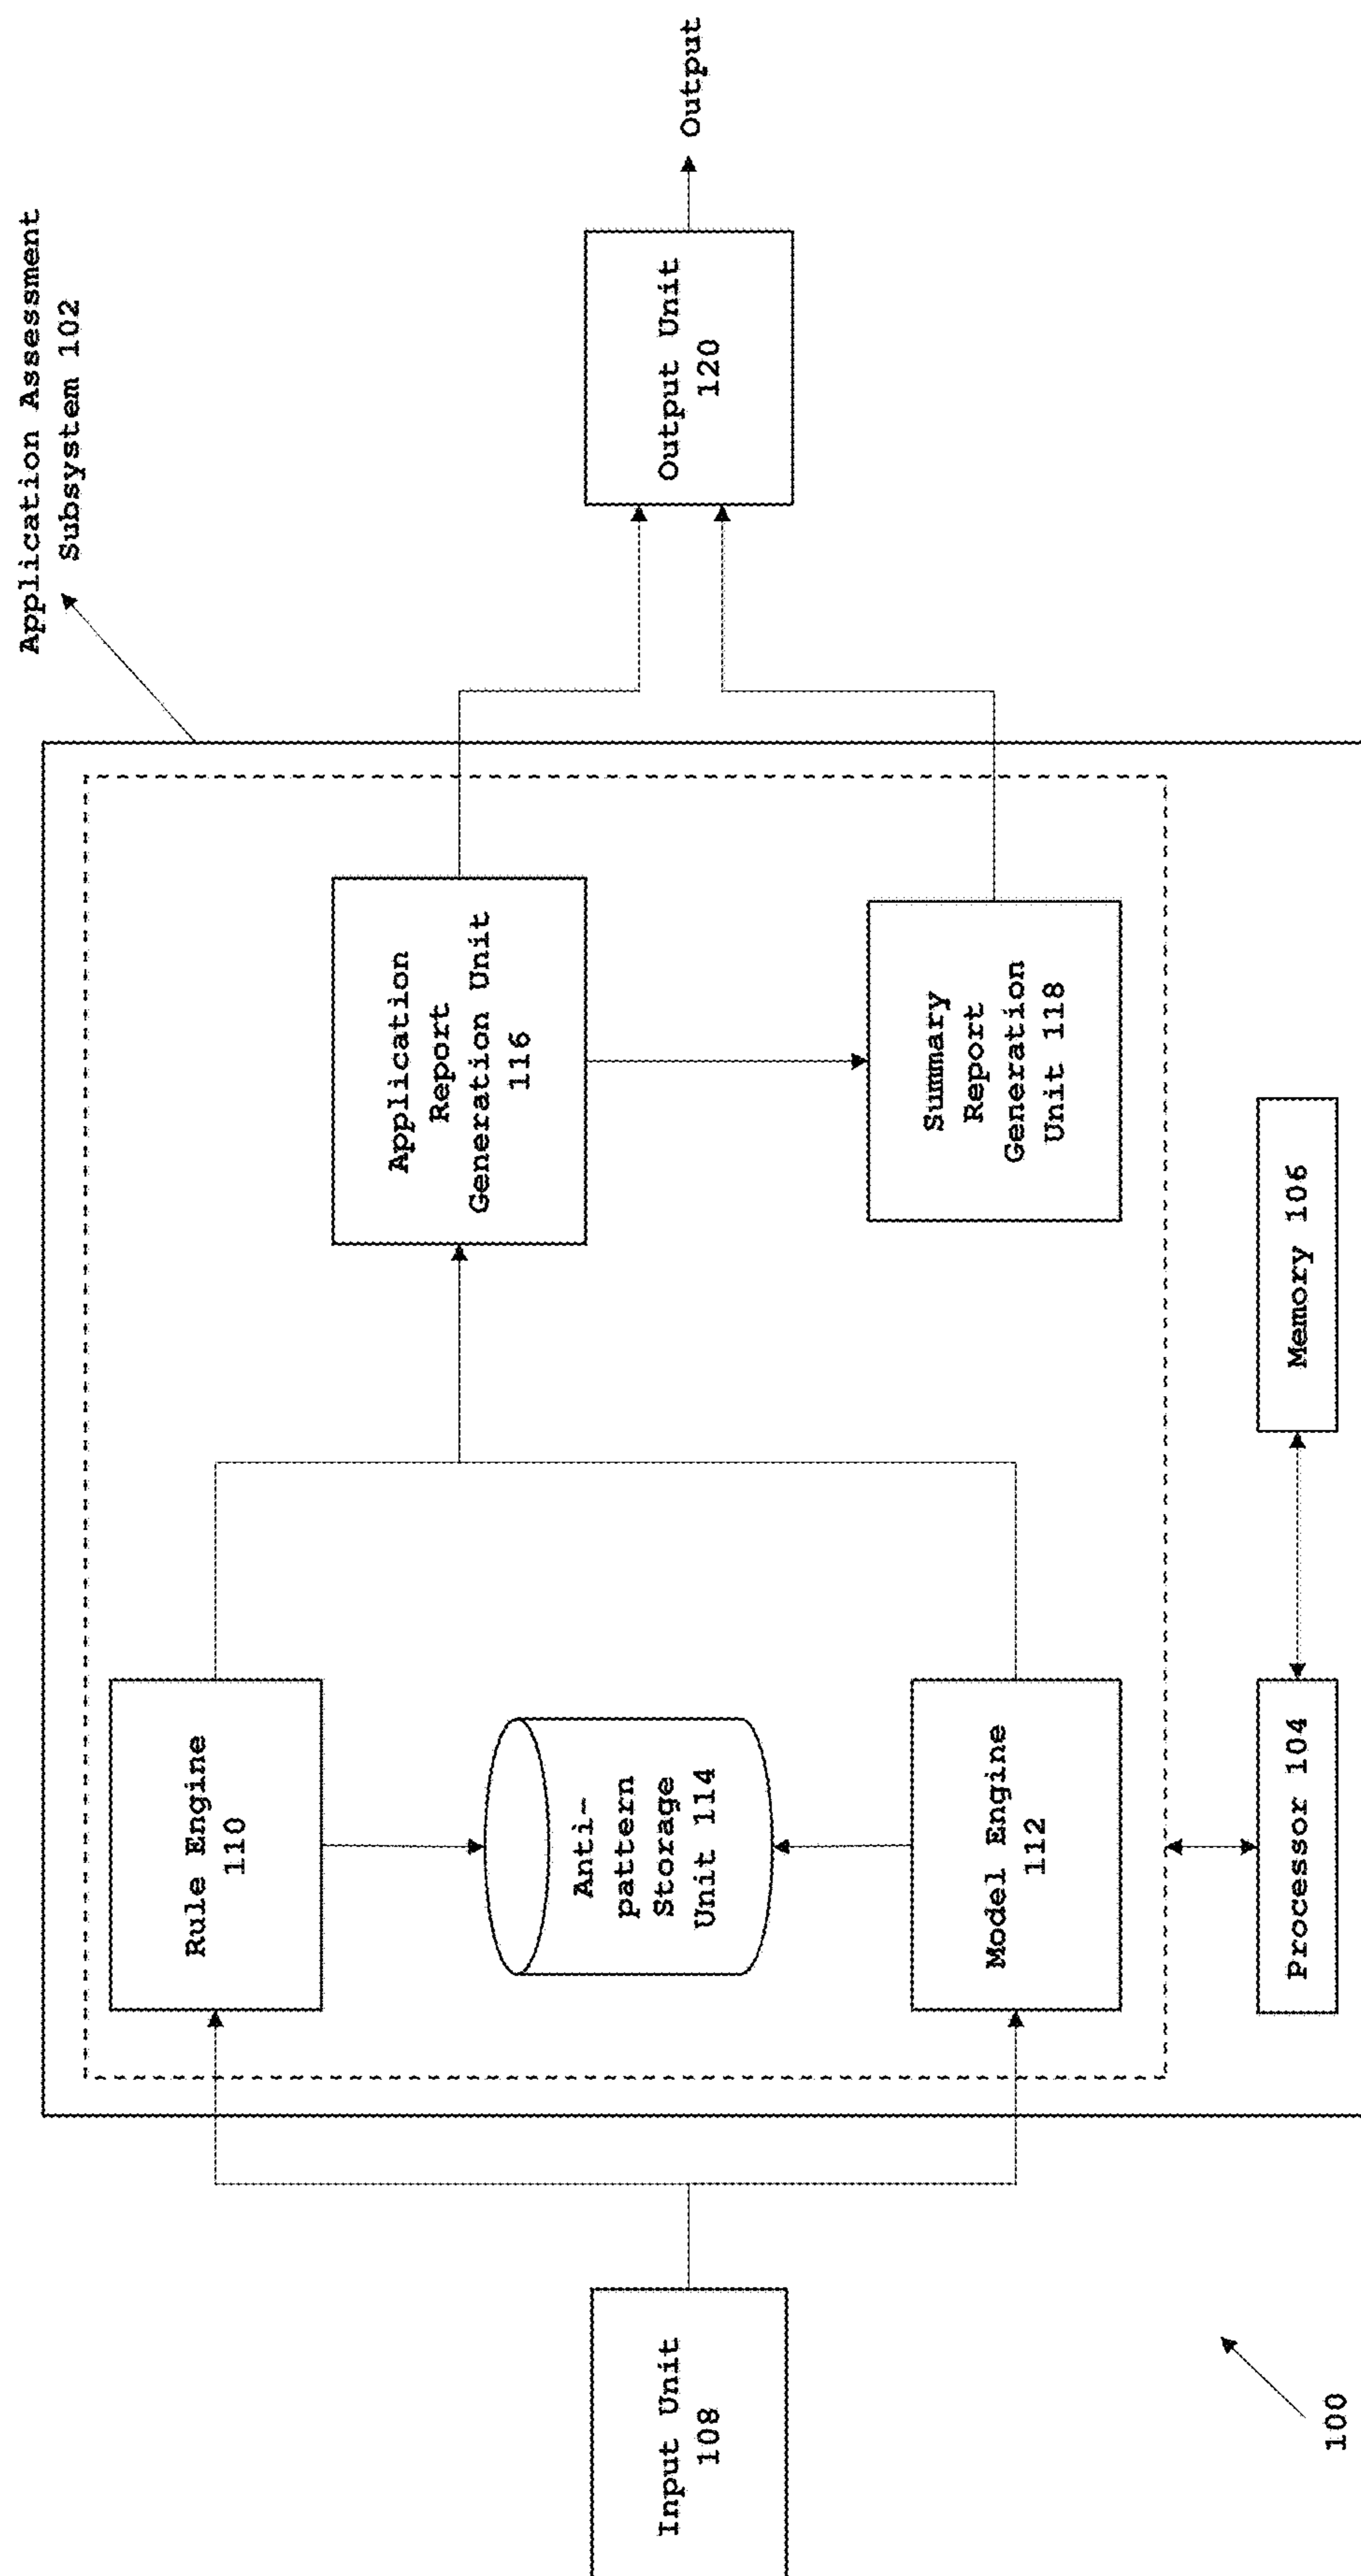 Application Assessment
Subsystem 102
Rule Engine
110
Application
Report
Generation Unit
116
Input Unit
108
Anti-
pattern
Storage
Unit 114
Output Unit
120
Output
Model Engine
112
Summary
Report
Generation
Unit 118
Processor 104
Memory 106
100